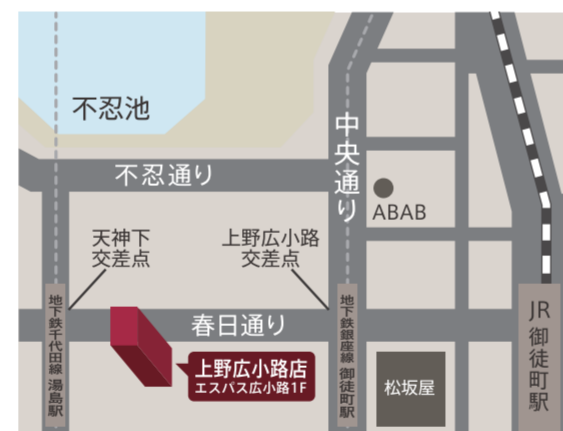 不忍池
不忍通り
中央通り
ABAB
天神下
交差点
上野広小路
交差点
春日通り
地下鉄千代田線 湯島駅
上野広小路店
エスパス広小路1F
地下鉄銀座線 御徒町駅
松坂屋
JR御徒町駅